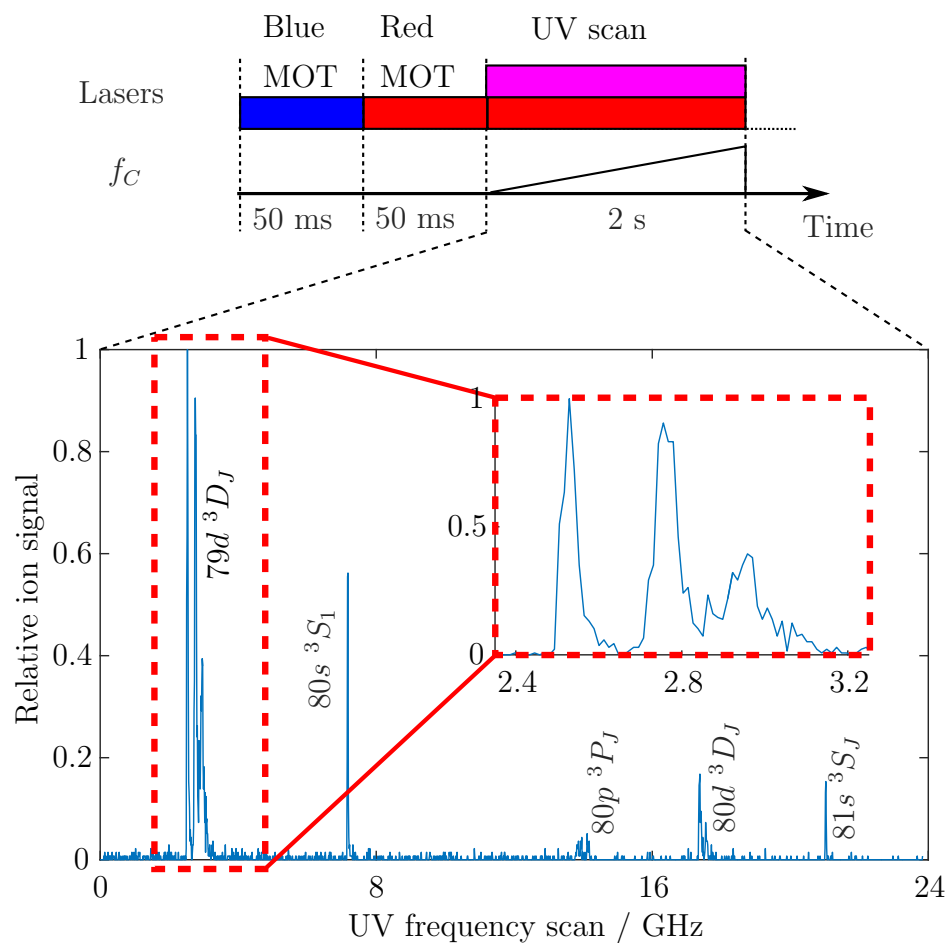 Blue Red UV scan
MOT MOT
Lasers
f_C
50 ms 50 ms 2 s Time
1
0.8
0.6
0.4
0.2
0
Relative ion signal
79d ³D_J
80s ³S₁
80p ³P_J
80d ³D_J
81s ³S_J
1
0.5
0
2.4 2.8 3.2
0 8 16 24
UV frequency scan / GHz